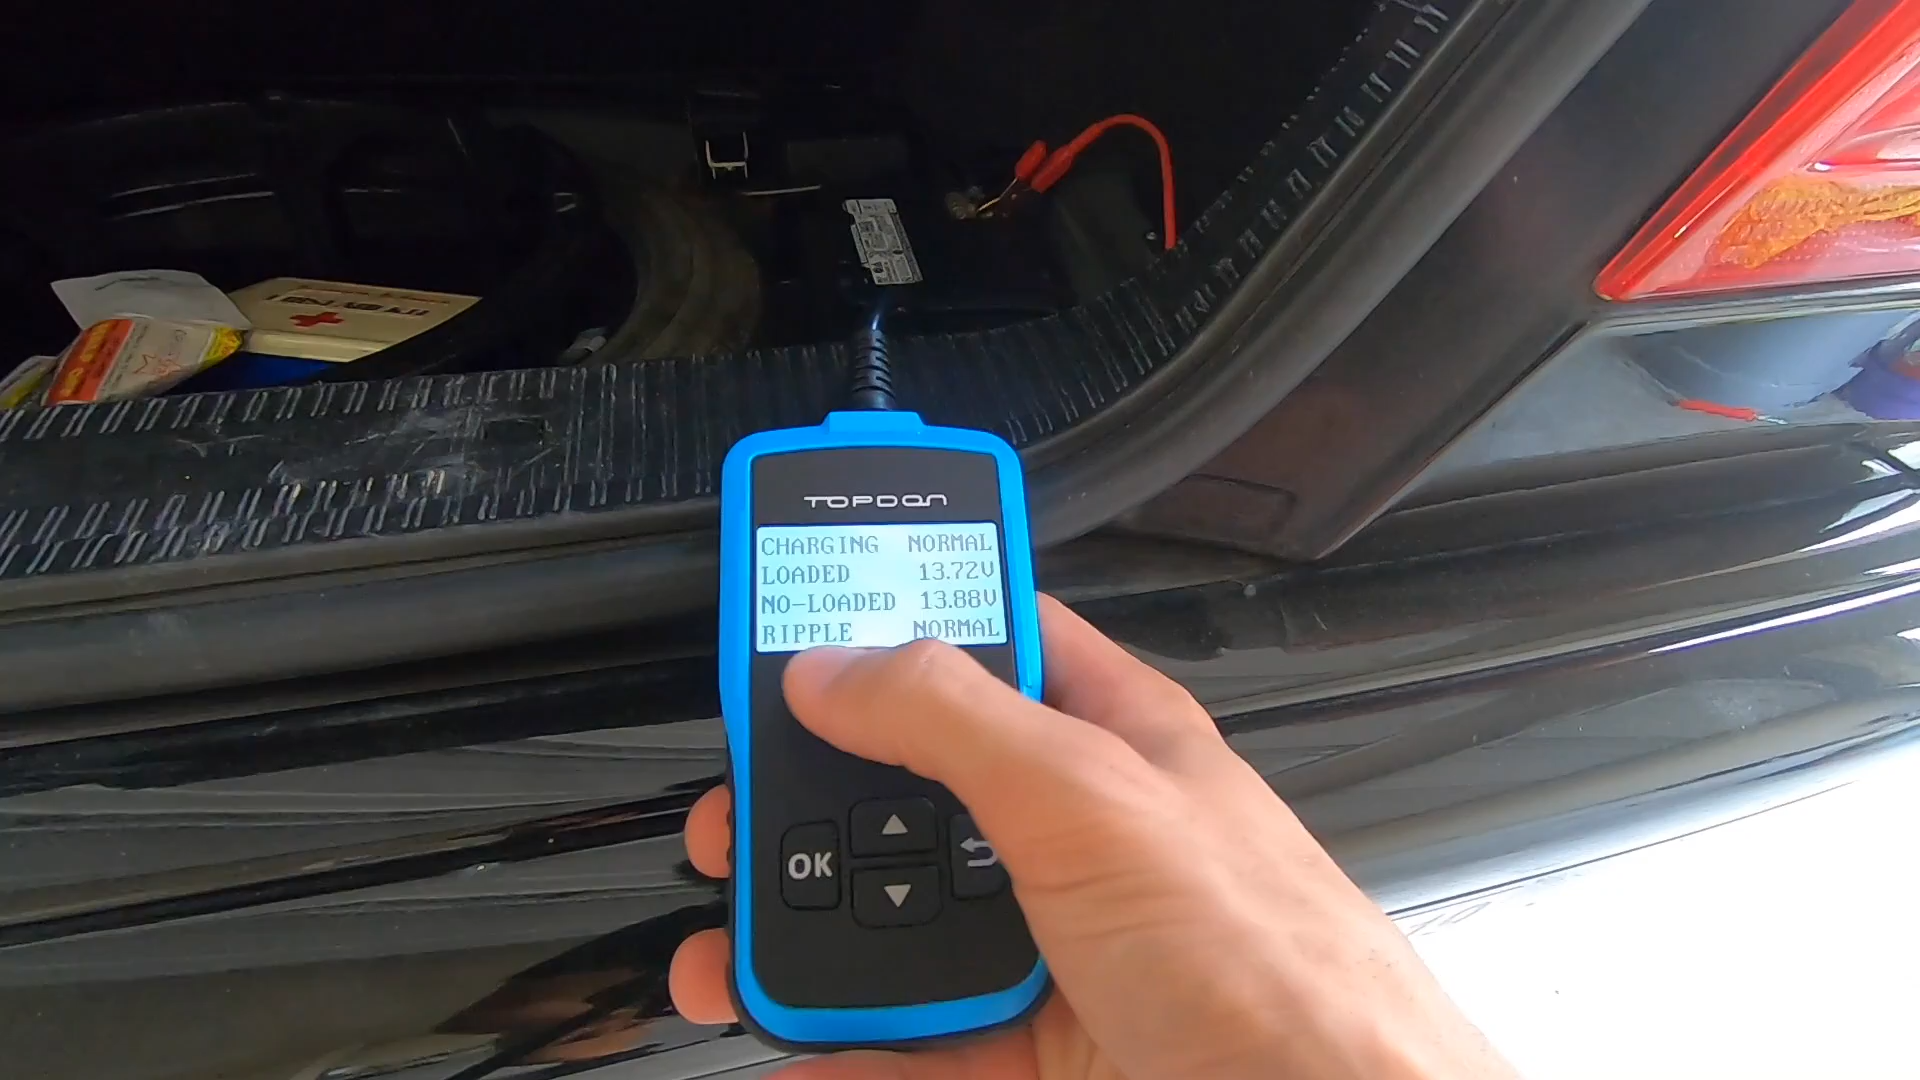 TOPDON
CHARGING NORMAL
LOADED 13.72V
NO-LOADED 13.88V
RIPPLE NORMAL
OK